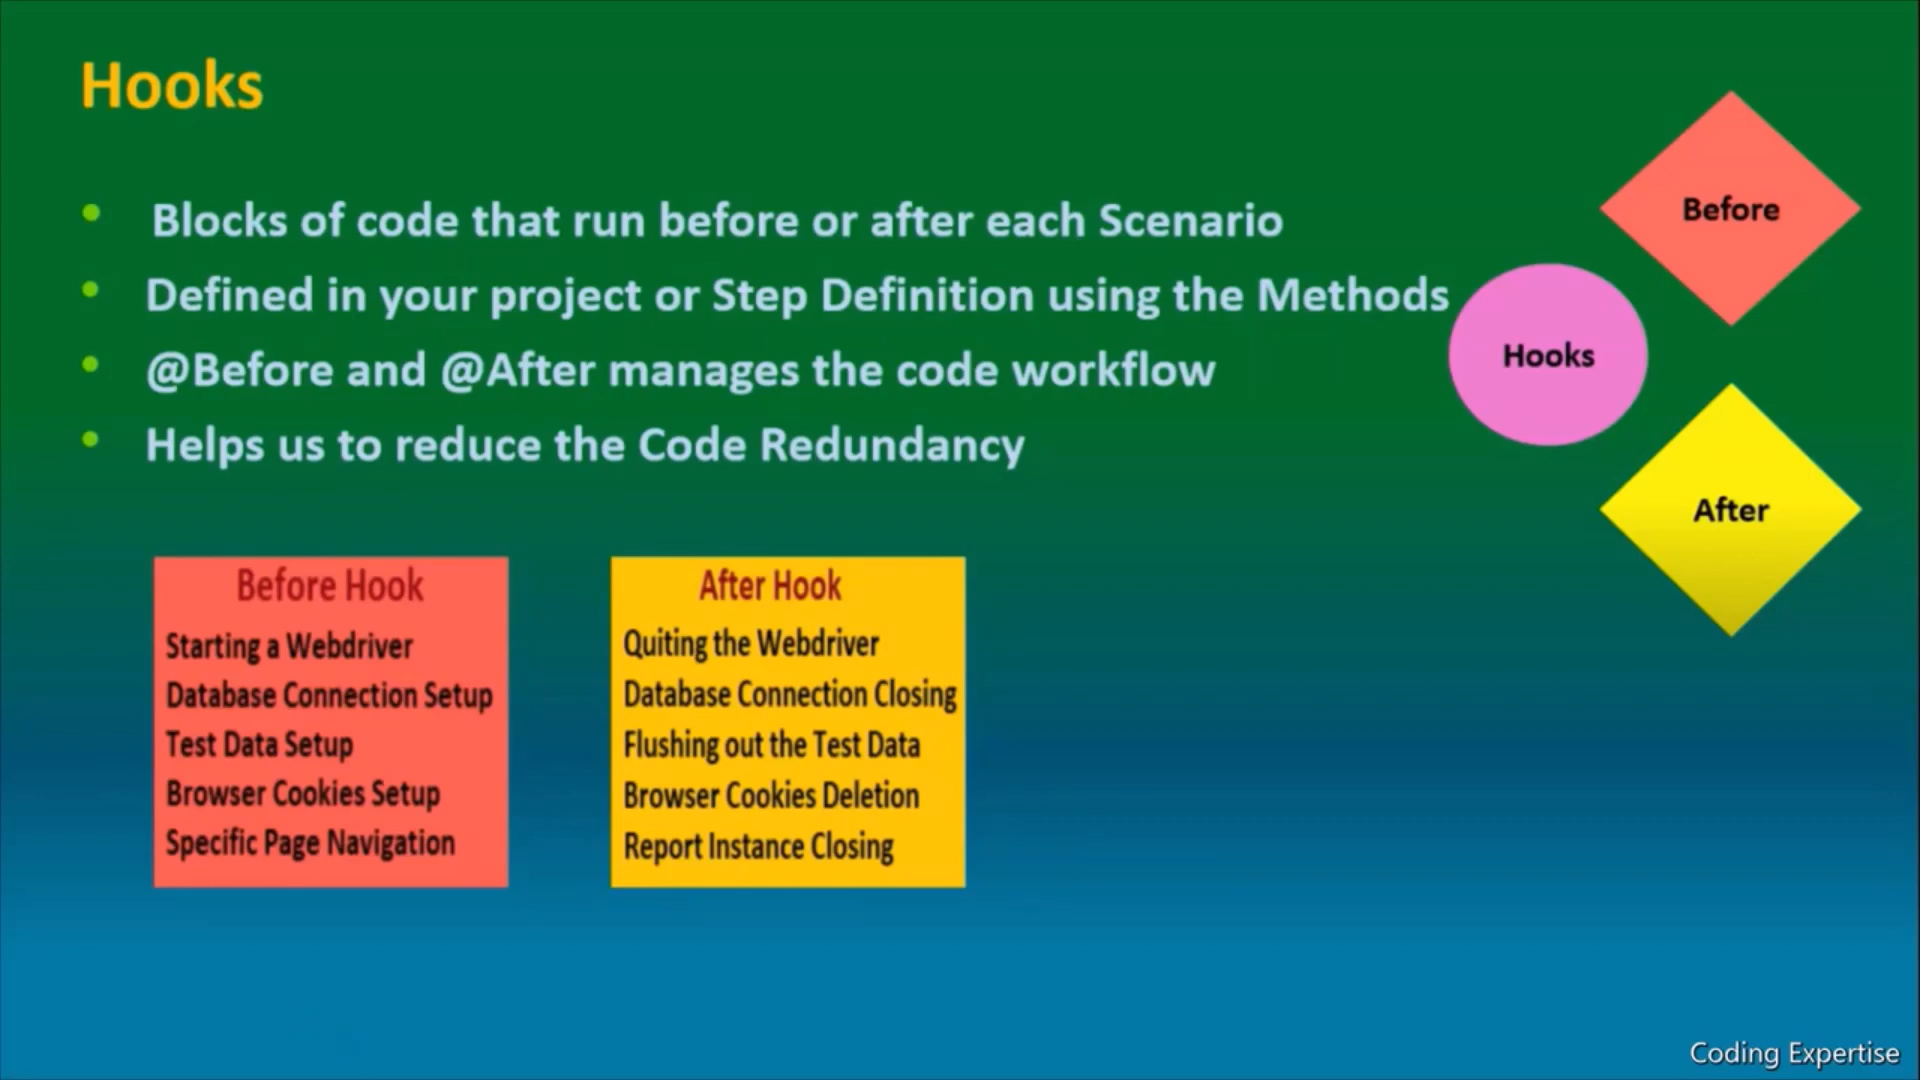 Hooks
Blocks of code that run before or after each Scenario
Defined in your project or Step Definition using the Methods
@Before and @After manages the code workflow
Helps us to reduce the Code Redundancy
Before
Hooks
After
Before Hook
Starting a Webdriver
Database Connection Setup
Test Data Setup
Browser Cookies Setup
Specific Page Navigation
After Hook
Quiting the Webdriver
Database Connection Closing
Flushing out the Test Data
Browser Cookies Deletion
Report Instance Closing
Coding Expertise